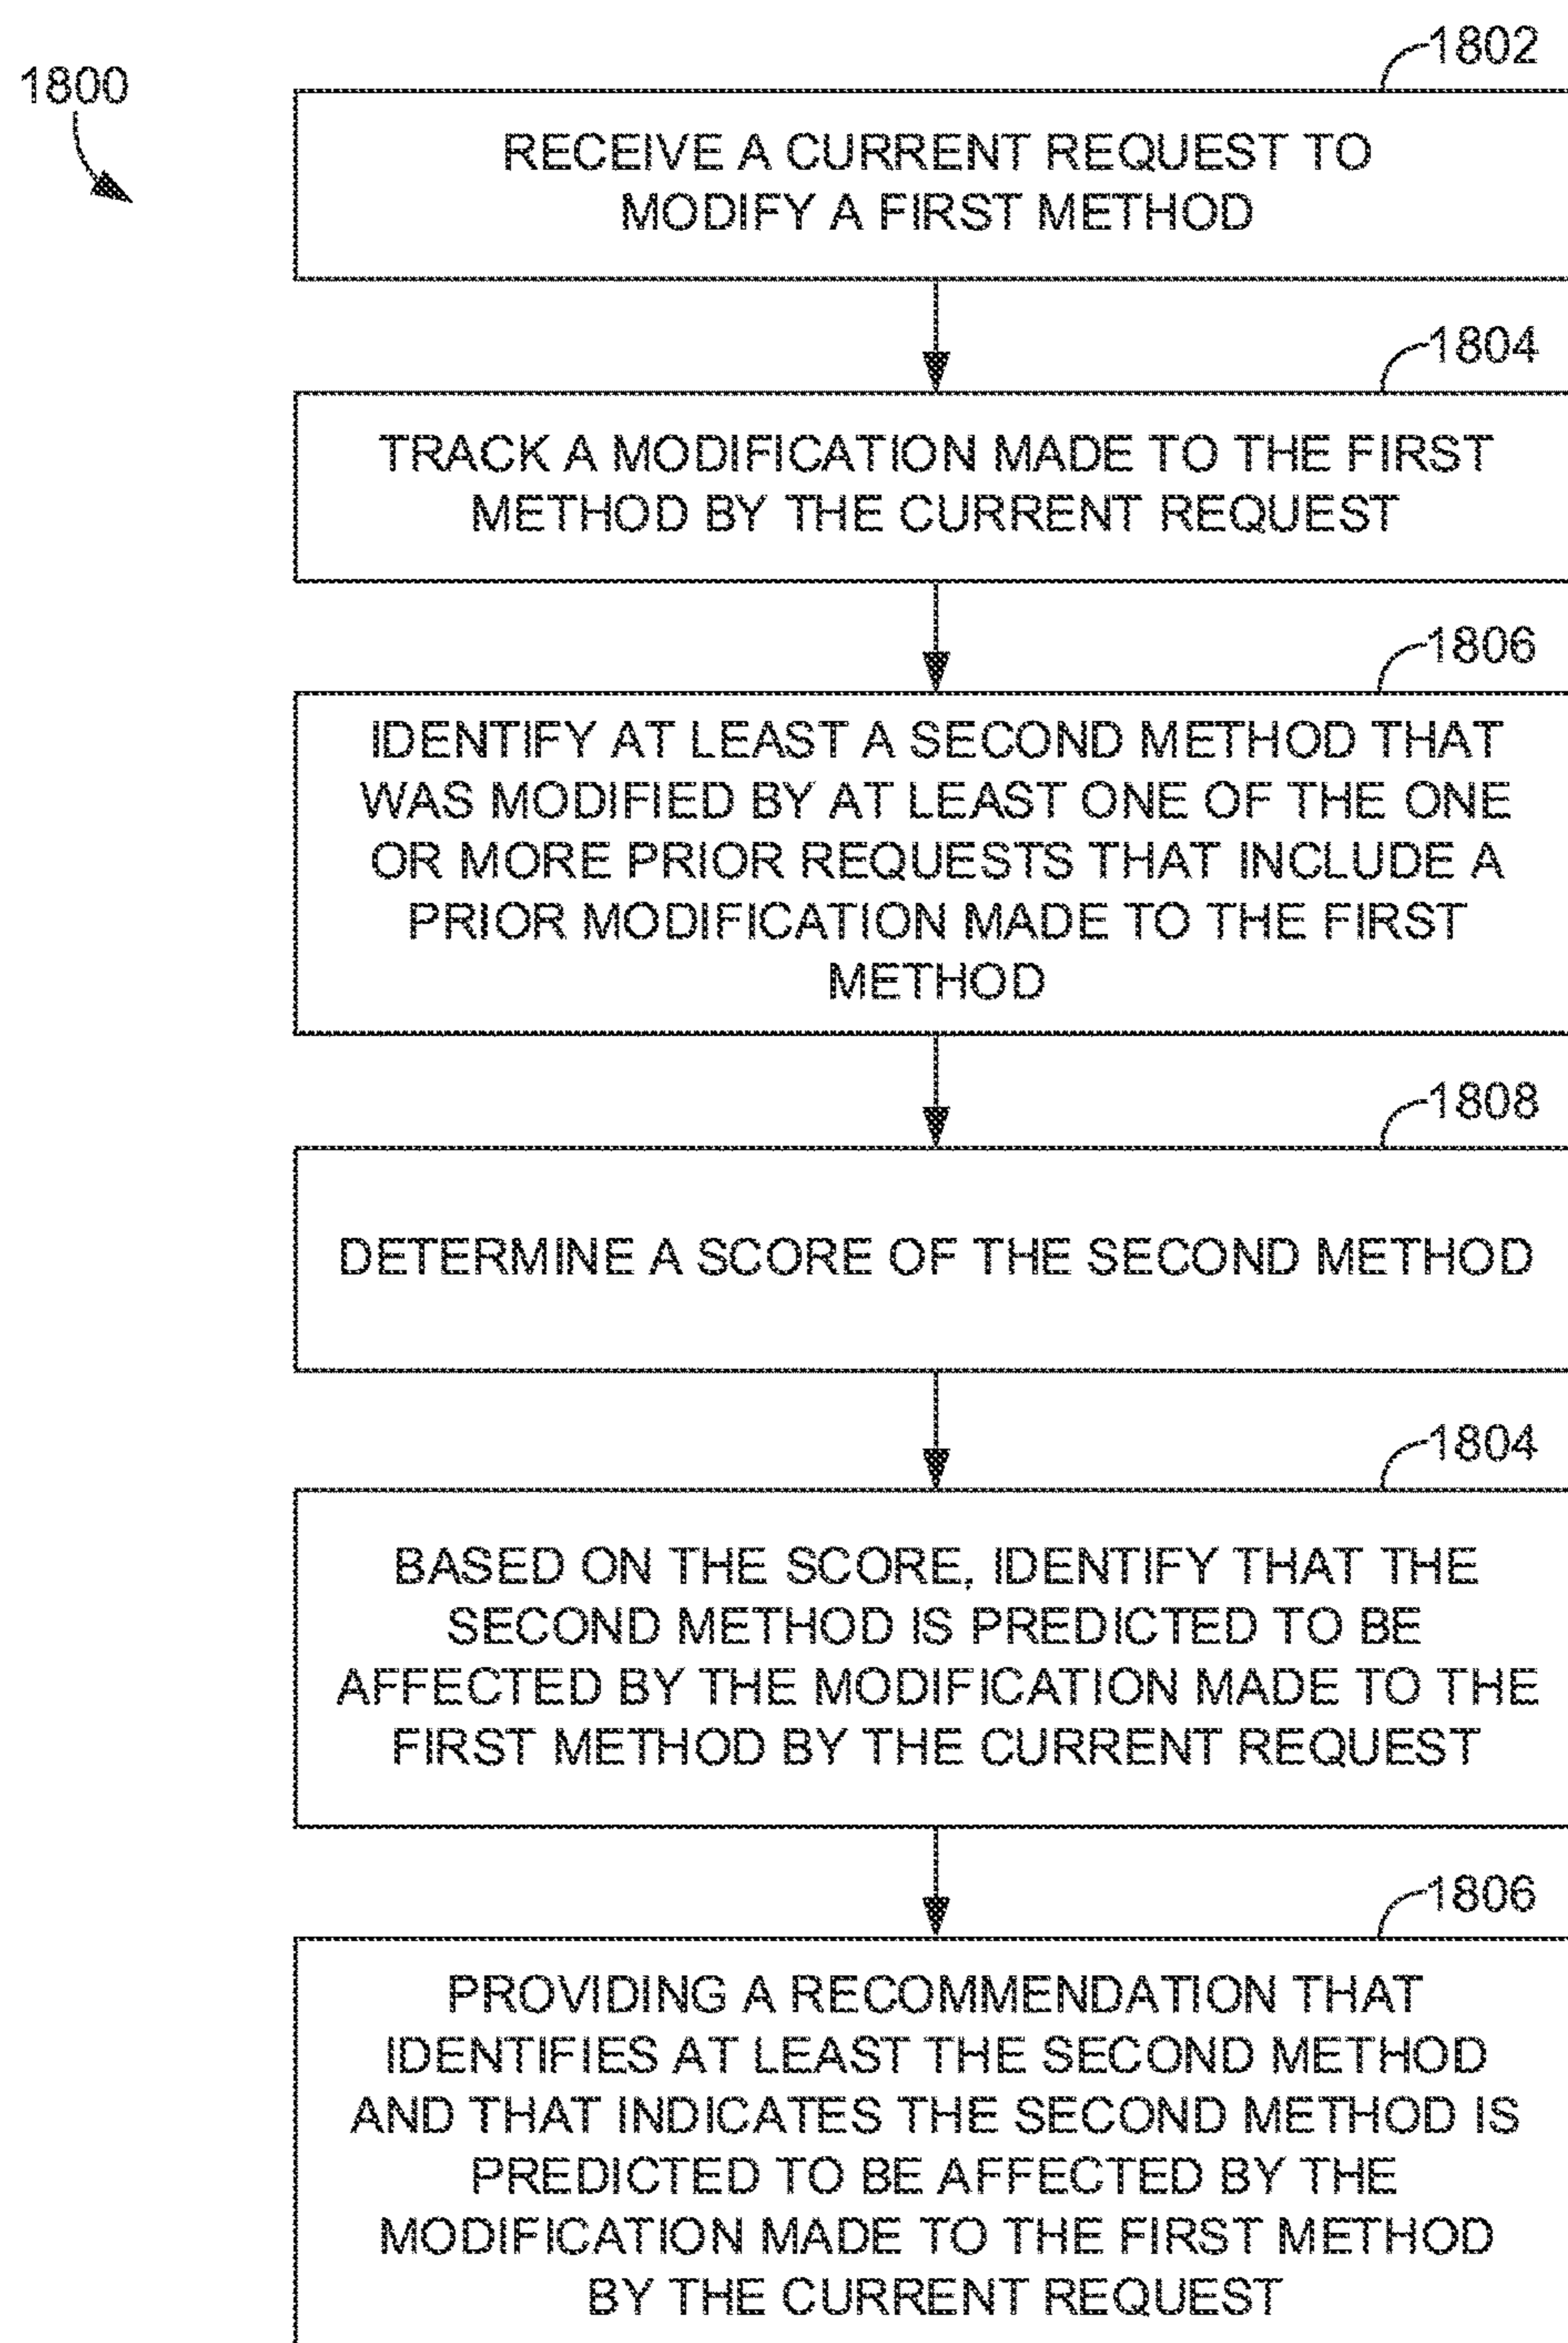 1800
1802
RECEIVE A CURRENT REQUEST TO
MODIFY A FIRST METHOD
1804
TRACK A MODIFICATION MADE TO THE FIRST
METHOD BY THE CURRENT REQUEST
1806
IDENTIFY AT LEAST A SECOND METHOD THAT
WAS MODIFIED BY AT LEAST ONE OF THE ONE
OR MORE PRIOR REQUESTS THAT INCLUDE A
PRIOR MODIFICATION MADE TO THE FIRST
METHOD
1808
DETERMINE A SCORE OF THE SECOND METHOD
1804
BASED ON THE SCORE, IDENTIFY THAT THE
SECOND METHOD IS PREDICTED TO BE
AFFECTED BY THE MODIFICATION MADE TO THE
FIRST METHOD BY THE CURRENT REQUEST
1806
PROVIDING A RECOMMENDATION THAT
IDENTIFIES AT LEAST THE SECOND METHOD
AND THAT INDICATES THE SECOND METHOD IS
PREDICTED TO BE AFFECTED BY THE
MODIFICATION MADE TO THE FIRST METHOD
BY THE CURRENT REQUEST